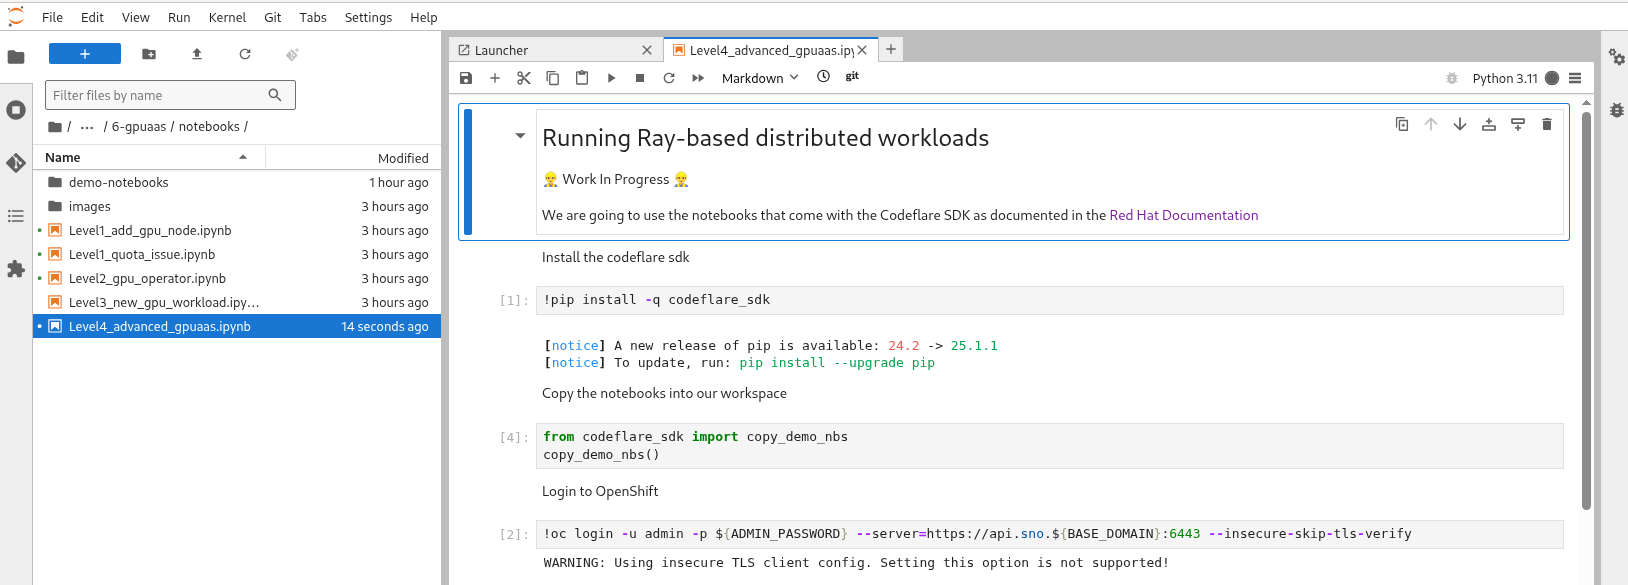 File Edit View Run Kernel Git Tabs Settings Help
Filter files by name
/ ... / 6-gpuaas / notebooks /
Name Modified
demo-notebooks 1 hour ago
images 3 hours ago
Level1_add_gpu_node.ipynb 3 hours ago
Level1_quota_issue.ipynb 3 hours ago
Level2_gpu_operator.ipynb 3 hours ago
Level3_new_gpu_workload.ipy... 3 hours ago
Level4_advanced_gpuaas.ipynb 14 seconds ago
Launcher
Level4_advanced_gpuaas.ipy
Markdown
git
Python 3.11
Running Ray-based distributed workloads
👷 Work In Progress 👷
We are going to use the notebooks that come with the Codeflare SDK as documented in the Red Hat Documentation
Install the codeflare sdk
[1]: !pip install -q codeflare_sdk
[notice] A new release of pip is available: 24.2 -> 25.1.1
[notice] To update, run: pip install --upgrade pip
Copy the notebooks into our workspace
[4]: from codeflare_sdk import copy_demo_nbs
copy_demo_nbs()
Login to OpenShift
[2]: !oc login -u admin -p ${ADMIN_PASSWORD} --server=https://api.sno.${BASE_DOMAIN}:6443 --insecure-skip-tls-verify
WARNING: Using insecure TLS client config. Setting this option is not supported!